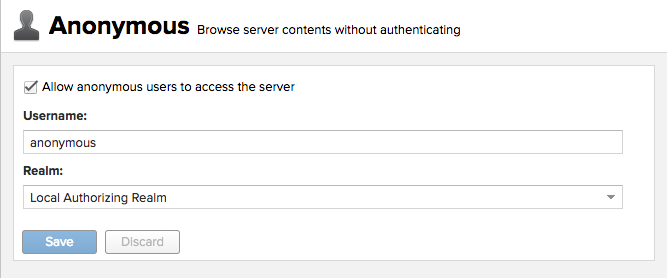 Anonymous Browse server contents without authenticating
Allow anonymous users to access the server
Username:
anonymous
Realm:
Local Authorizing Realm
Save Discard